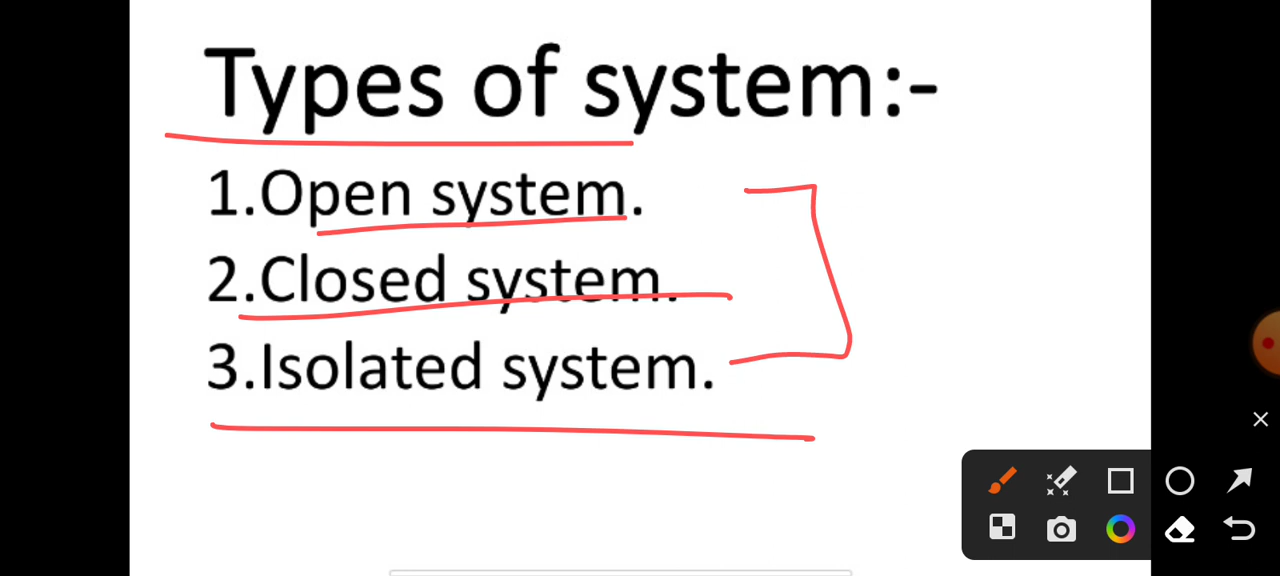 Types of system:-
1.Open system.
2.Closed system.
3.Isolated system.